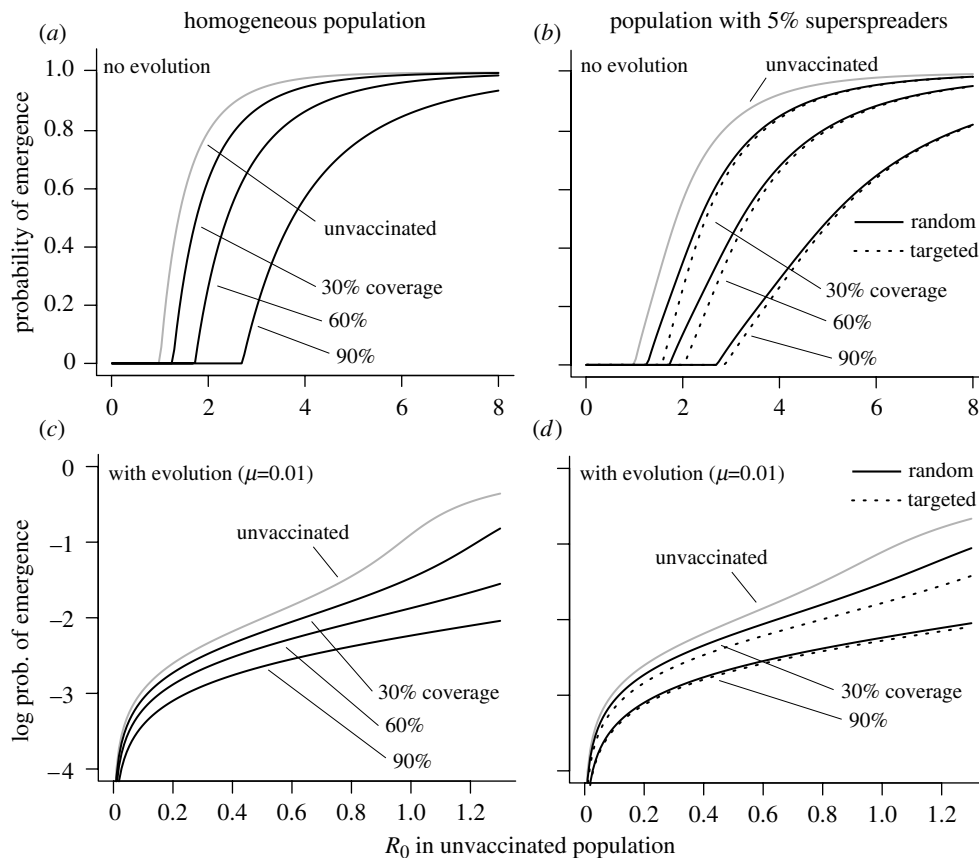 homogeneous population
population with 5% superspreaders
(a)
(b)
no evolution
no evolution
unvaccinated
1.0
0.8
0.6
0.4
0.2
0
probability of emergence
unvaccinated
30% coverage
60%
90%
random
targeted
30% coverage
60%
90%
0 2 4 6 8
0 2 4 6 8
(c)
(d)
with evolution (μ=0.01)
with evolution (μ=0.01)
random
targeted
0
−1
−2
−3
−4
log prob. of emergence
unvaccinated
30% coverage
60%
90%
unvaccinated
30% coverage
90%
0 0.2 0.4 0.6 0.8 1.0 1.2
0 0.2 0.4 0.6 0.8 1.0 1.2
R0 in unvaccinated population